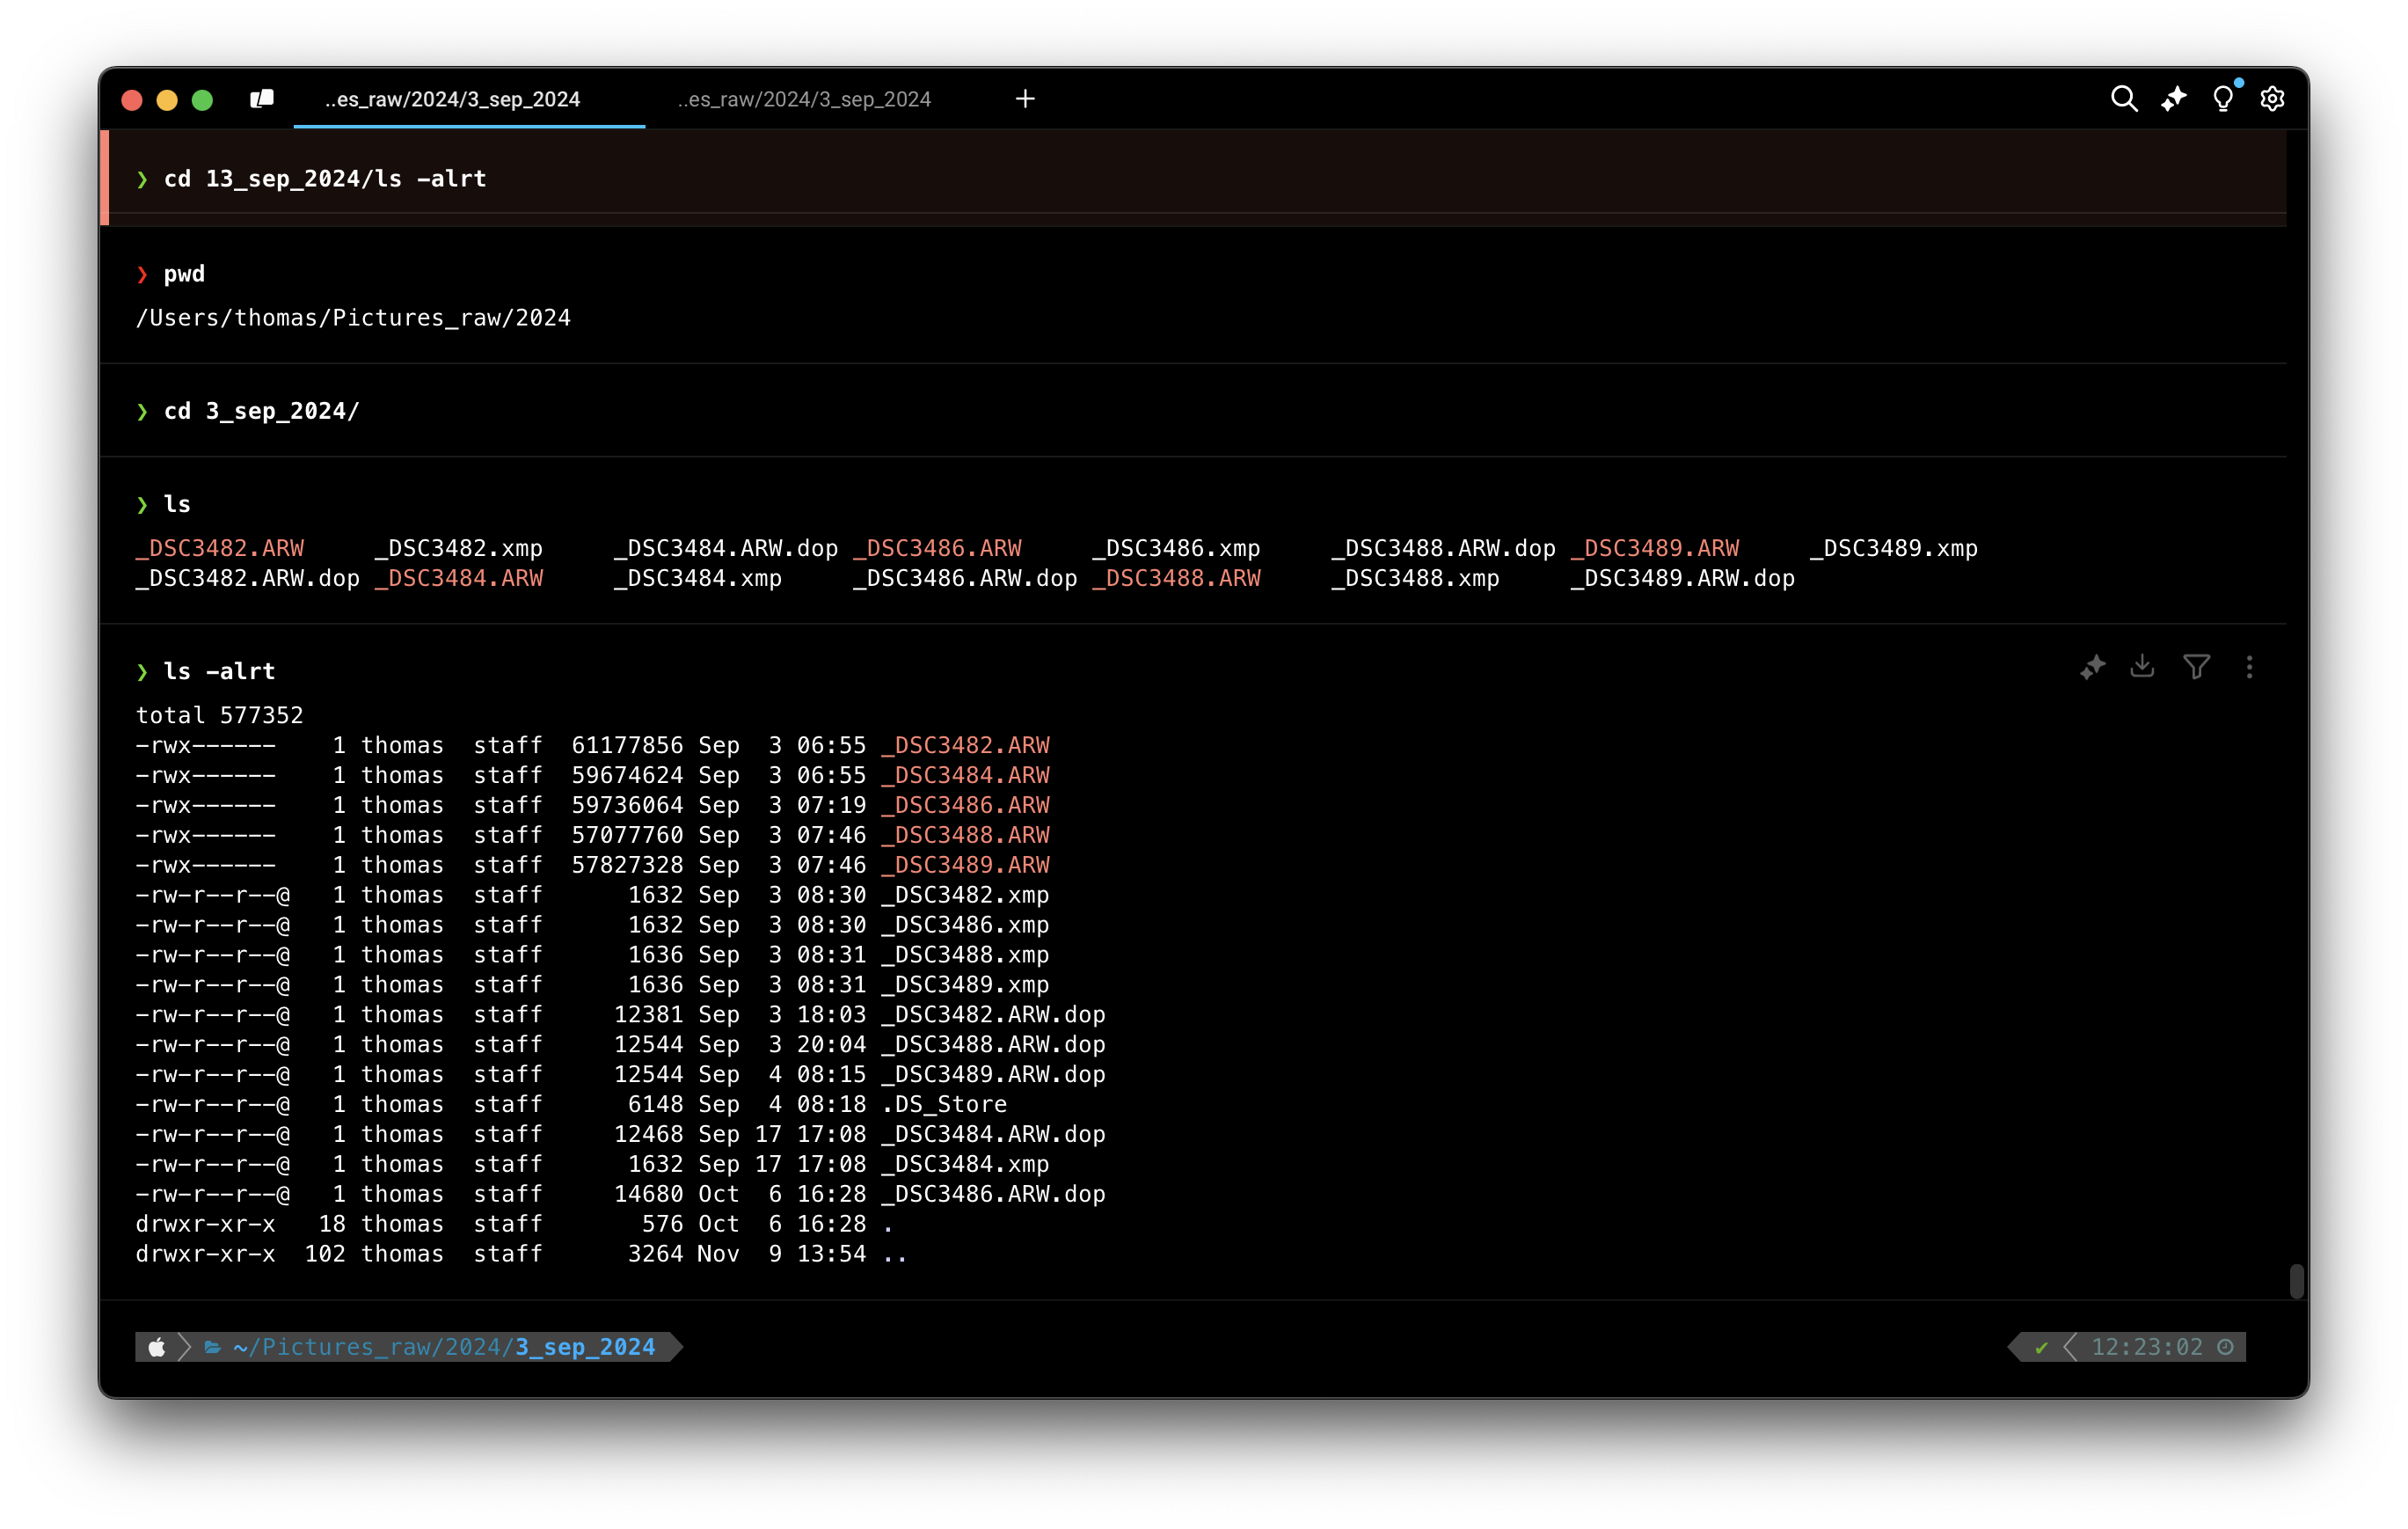 ..es_raw/2024/3_sep_2024 ..es_raw/2024/3_sep_2024 +
❯ cd 13_sep_2024/ls -alrt
❯ pwd
/Users/thomas/Pictures_raw/2024
❯ cd 3_sep_2024/
❯ ls
_DSC3482.ARW     _DSC3482.xmp     _DSC3484.ARW.dop _DSC3486.ARW     _DSC3486.xmp     _DSC3488.ARW.dop _DSC3489.ARW     _DSC3489.xmp
_DSC3482.ARW.dop _DSC3484.ARW     _DSC3484.xmp     _DSC3486.ARW.dop _DSC3488.ARW     _DSC3488.xmp     _DSC3489.ARW.dop
❯ ls -alrt
total 577352
-rwx------    1 thomas  staff  61177856 Sep  3 06:55 _DSC3482.ARW
-rwx------    1 thomas  staff  59674624 Sep  3 06:55 _DSC3484.ARW
-rwx------    1 thomas  staff  59736064 Sep  3 07:19 _DSC3486.ARW
-rwx------    1 thomas  staff  57077760 Sep  3 07:46 _DSC3488.ARW
-rwx------    1 thomas  staff  57827328 Sep  3 07:46 _DSC3489.ARW
-rw-r--r--@   1 thomas  staff      1632 Sep  3 08:30 _DSC3482.xmp
-rw-r--r--@   1 thomas  staff      1632 Sep  3 08:30 _DSC3486.xmp
-rw-r--r--@   1 thomas  staff      1636 Sep  3 08:31 _DSC3488.xmp
-rw-r--r--@   1 thomas  staff      1636 Sep  3 08:31 _DSC3489.xmp
-rw-r--r--@   1 thomas  staff     12381 Sep  3 18:03 _DSC3482.ARW.dop
-rw-r--r--@   1 thomas  staff     12544 Sep  3 20:04 _DSC3488.ARW.dop
-rw-r--r--@   1 thomas  staff     12544 Sep  4 08:15 _DSC3489.ARW.dop
-rw-r--r--@   1 thomas  staff      6148 Sep  4 08:18 .DS_Store
-rw-r--r--@   1 thomas  staff     12468 Sep 17 17:08 _DSC3484.ARW.dop
-rw-r--r--@   1 thomas  staff      1632 Sep 17 17:08 _DSC3484.xmp
-rw-r--r--@   1 thomas  staff     14680 Oct  6 16:28 _DSC3486.ARW.dop
drwxr-xr-x   18 thomas  staff       576 Oct  6 16:28 .
drwxr-xr-x  102 thomas  staff      3264 Nov  9 13:54 ..
~/Pictures_raw/2024/3_sep_2024 ✔ 12:23:02